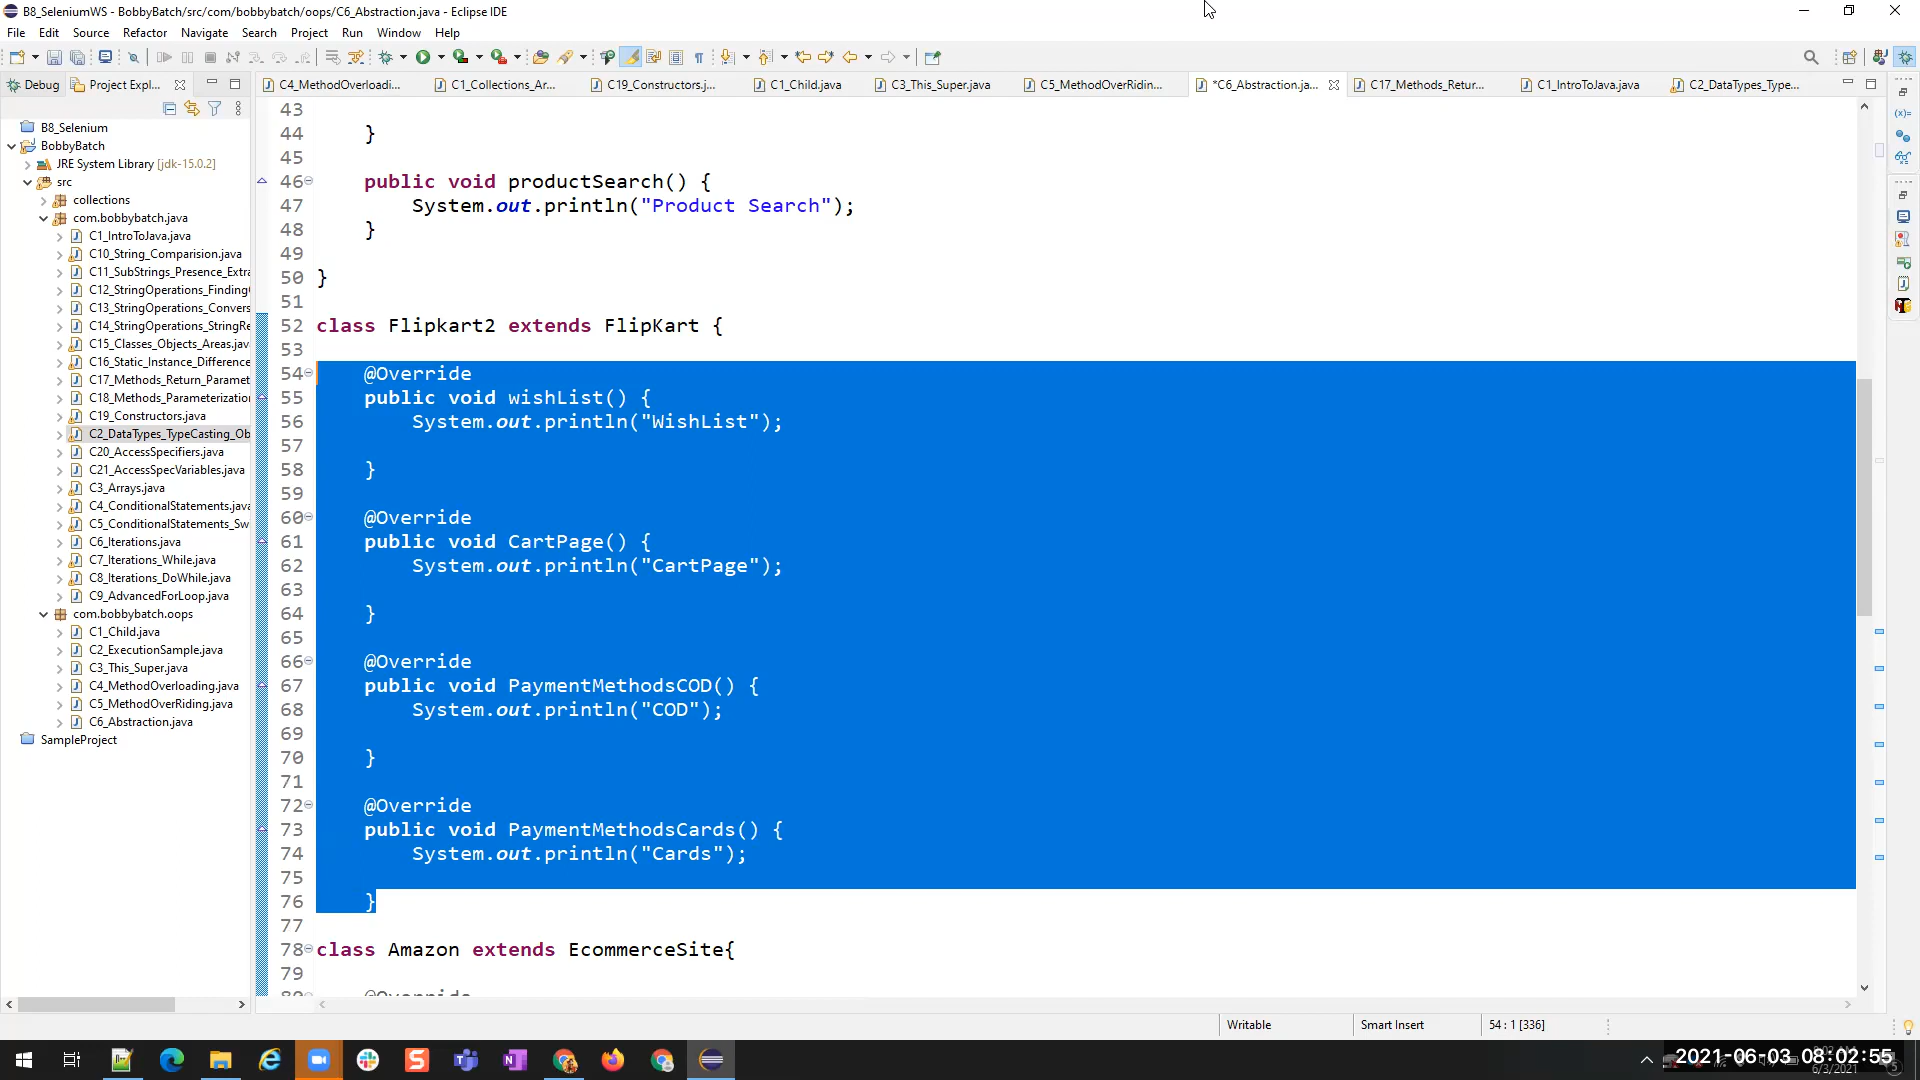 B8_SeleniumWS - BobbyBatch/src/com/bobbybatch/oops/C6_Abstraction.java - Eclipse IDE
File Edit Source Refactor Navigate Search Project Run Window Help
Debug Project Expl...
C4_MethodOverloadi... C1_Collections_Ar... C19_Constructors.j... C1_Child.java C3_This_Super.java C5_MethodOverRidin... *C6_Abstraction.ja... C17_Methods_Retur... C1_IntroToJava.java C2_DataTypes_Type...
B8_Selenium
BobbyBatch
JRE System Library [jdk-15.0.2]
src
collections
com.bobbybatch.java
C1_IntroToJava.java
C10_String_Comparision.java
C11_SubStrings_Presence_Extra
C12_StringOperations_Finding
C13_StringOperations_Convers
C14_StringOperations_StringRe
C15_Classes_Objects_Areas.jav
C16_Static_Instance_Difference
C17_Methods_Return_Paramet
C18_Methods_Parameterization
C19_Constructors.java
C2_DataTypes_TypeCasting_Ob
C20_AccessSpecifiers.java
C21_AccessSpecVariables.java
C3_Arrays.java
C4_ConditionalStatements.java
C5_ConditionalStatements_Sw
C6_Iterations.java
C7_Iterations_While.java
C8_Iterations_DoWhile.java
C9_AdvancedForLoop.java
com.bobbybatch.oops
C1_Child.java
C2_ExecutionSample.java
C3_This_Super.java
C4_MethodOverloading.java
C5_MethodOverRiding.java
C6_Abstraction.java
SampleProject
43
44 }
45
46 public void productSearch() {
47 System.out.println("Product Search");
48 }
49
50 }
51
52 class Flipkart2 extends FlipKart {
53
54 @Override
55 public void wishList() {
56 System.out.println("WishList");
57
58 }
59
60 @Override
61 public void CartPage() {
62 System.out.println("CartPage");
63
64 }
65
66 @Override
67 public void PaymentMethodsCOD() {
68 System.out.println("COD");
69
70 }
71
72 @Override
73 public void PaymentMethodsCards() {
74 System.out.println("Cards");
75
76 }
77
78 class Amazon extends EcommerceSite{
79
80 @Override
Writable Smart Insert 54 : 1 [336]
2021-06-03 08:02:55
6/3/2021